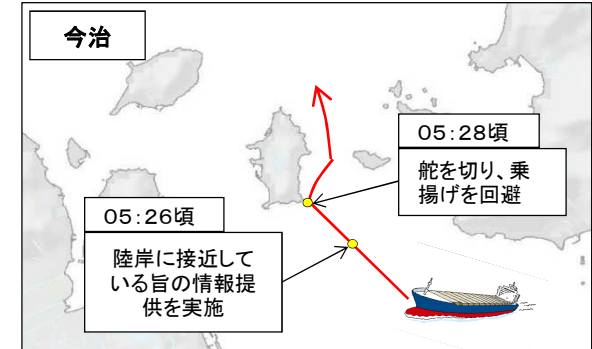 今治
05:28頃
舵を切り、乗
揚げを回避
05:26頃
陸岸に接近して
いる旨の情報提
供を実施